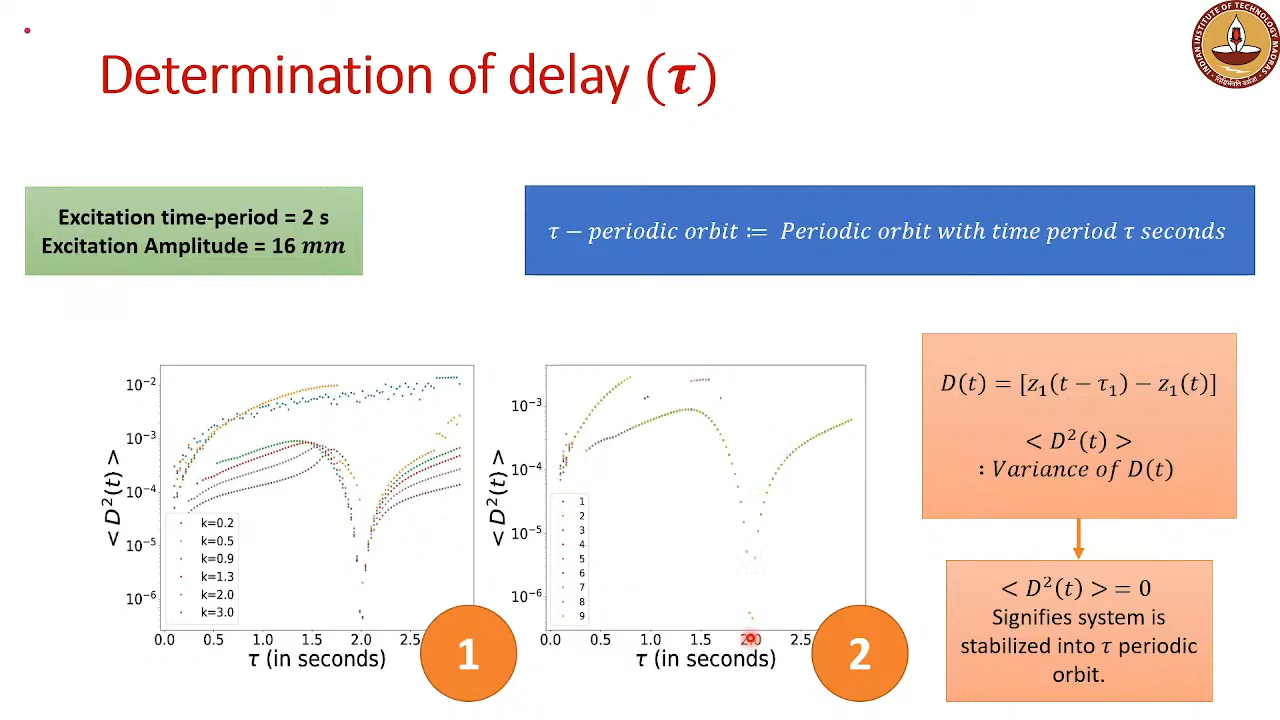 Determination of delay (τ)
INDIAN INSTITUTE OF TECHNOLOGY MADRAS
Excitation time-period = 2 s
Excitation Amplitude = 16 mm
τ − periodic orbit ≔ Periodic orbit with time period τ seconds
10⁻²
10⁻³
10⁻⁴
10⁻⁵
10⁻⁶
< D²(t) >
k=0.2
k=0.5
k=0.9
k=1.3
k=2.0
k=3.0
0.0 0.5 1.0 1.5 2.0 2.5
τ (in seconds)
1
10⁻³
10⁻⁴
10⁻⁵
10⁻⁶
< D²(t) >
1
2
3
4
5
6
7
8
9
0.0 0.5 1.0 1.5 2.0 2.5
τ (in seconds)
2
D(t) = [z₁(t − τ₁) − z₁(t)]
< D²(t) >
: Variance of D(t)
< D²(t) > = 0
Signifies system is
stabilized into τ periodic
orbit.